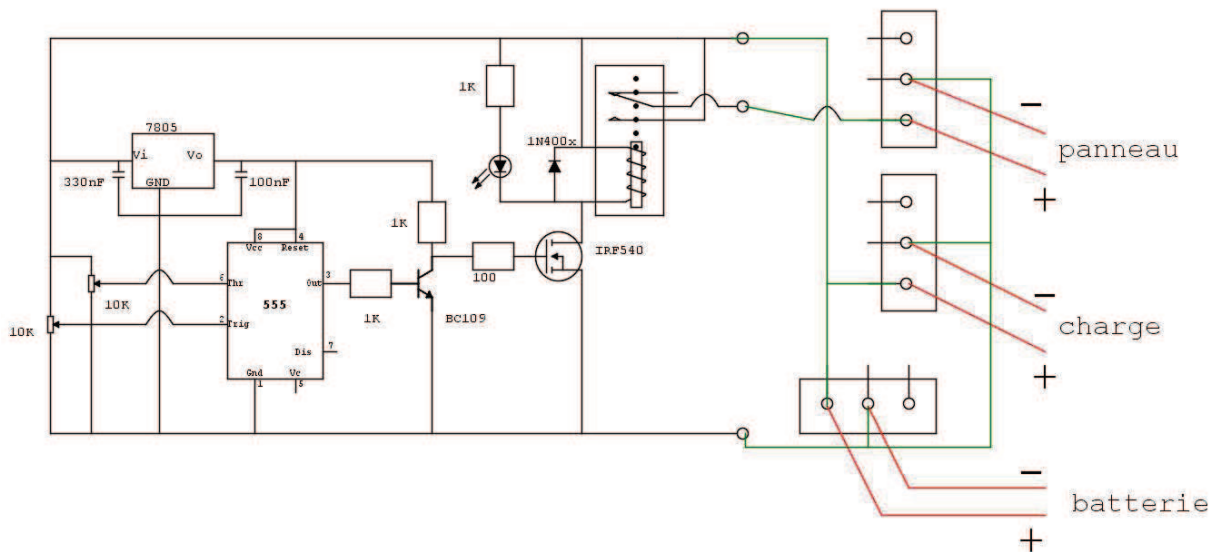 1K
7805
1N400x
Vi
Vo
330nF
GND
100nF
1K
8
4
Vcc
Reset
IRF540
6
Thr
555
Out
3
100
10K
1K
BC109
10K
2
Trig
Dis
7
Gnd
Vc
1
5
-
panneau
+
-
charge
+
-
batterie
+